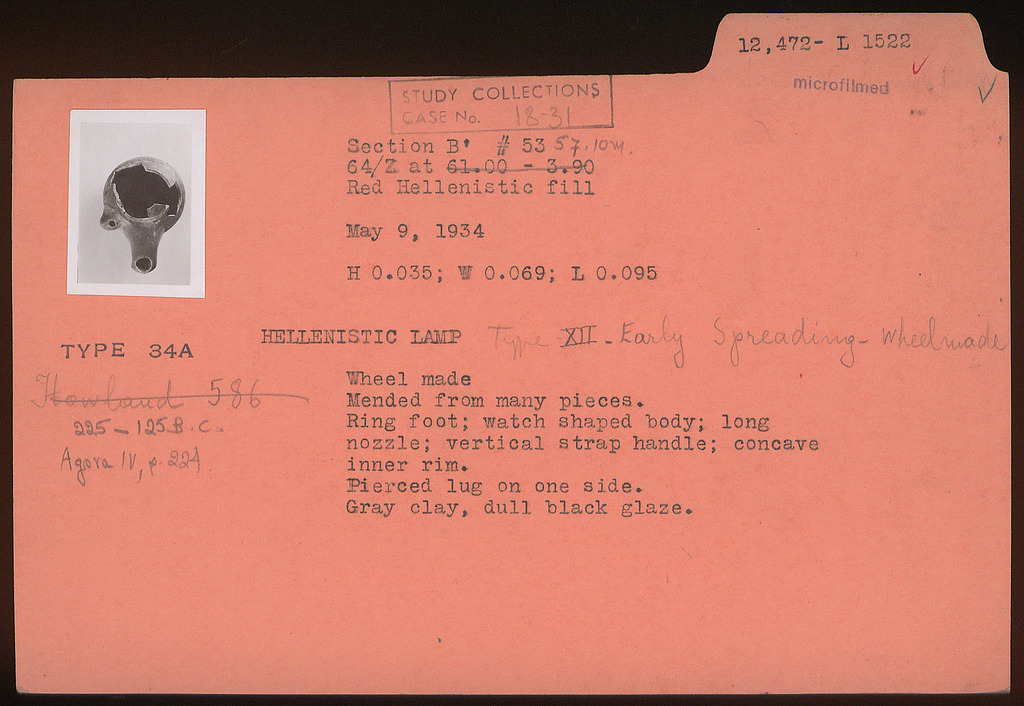 12,472- L 1522
microfilmed
STUDY COLLECTIONS
CASE No. 18-31
Section B' # 53 57.10m.
64/Z at 61.00 - 3.90
Red Hellenistic fill
May 9, 1934
H 0.035; W 0.069; L 0.095
HELLENISTIC LAMP Type XII - Early Spreading - wheelmade
TYPE 34A
Howland 586
225-125 B.C.
Agora IV, p. 224
Wheel made
Mended from many pieces.
Ring foot; watch shaped body; long
nozzle; vertical strap handle; concave
inner rim.
Pierced lug on one side.
Gray clay, dull black glaze.